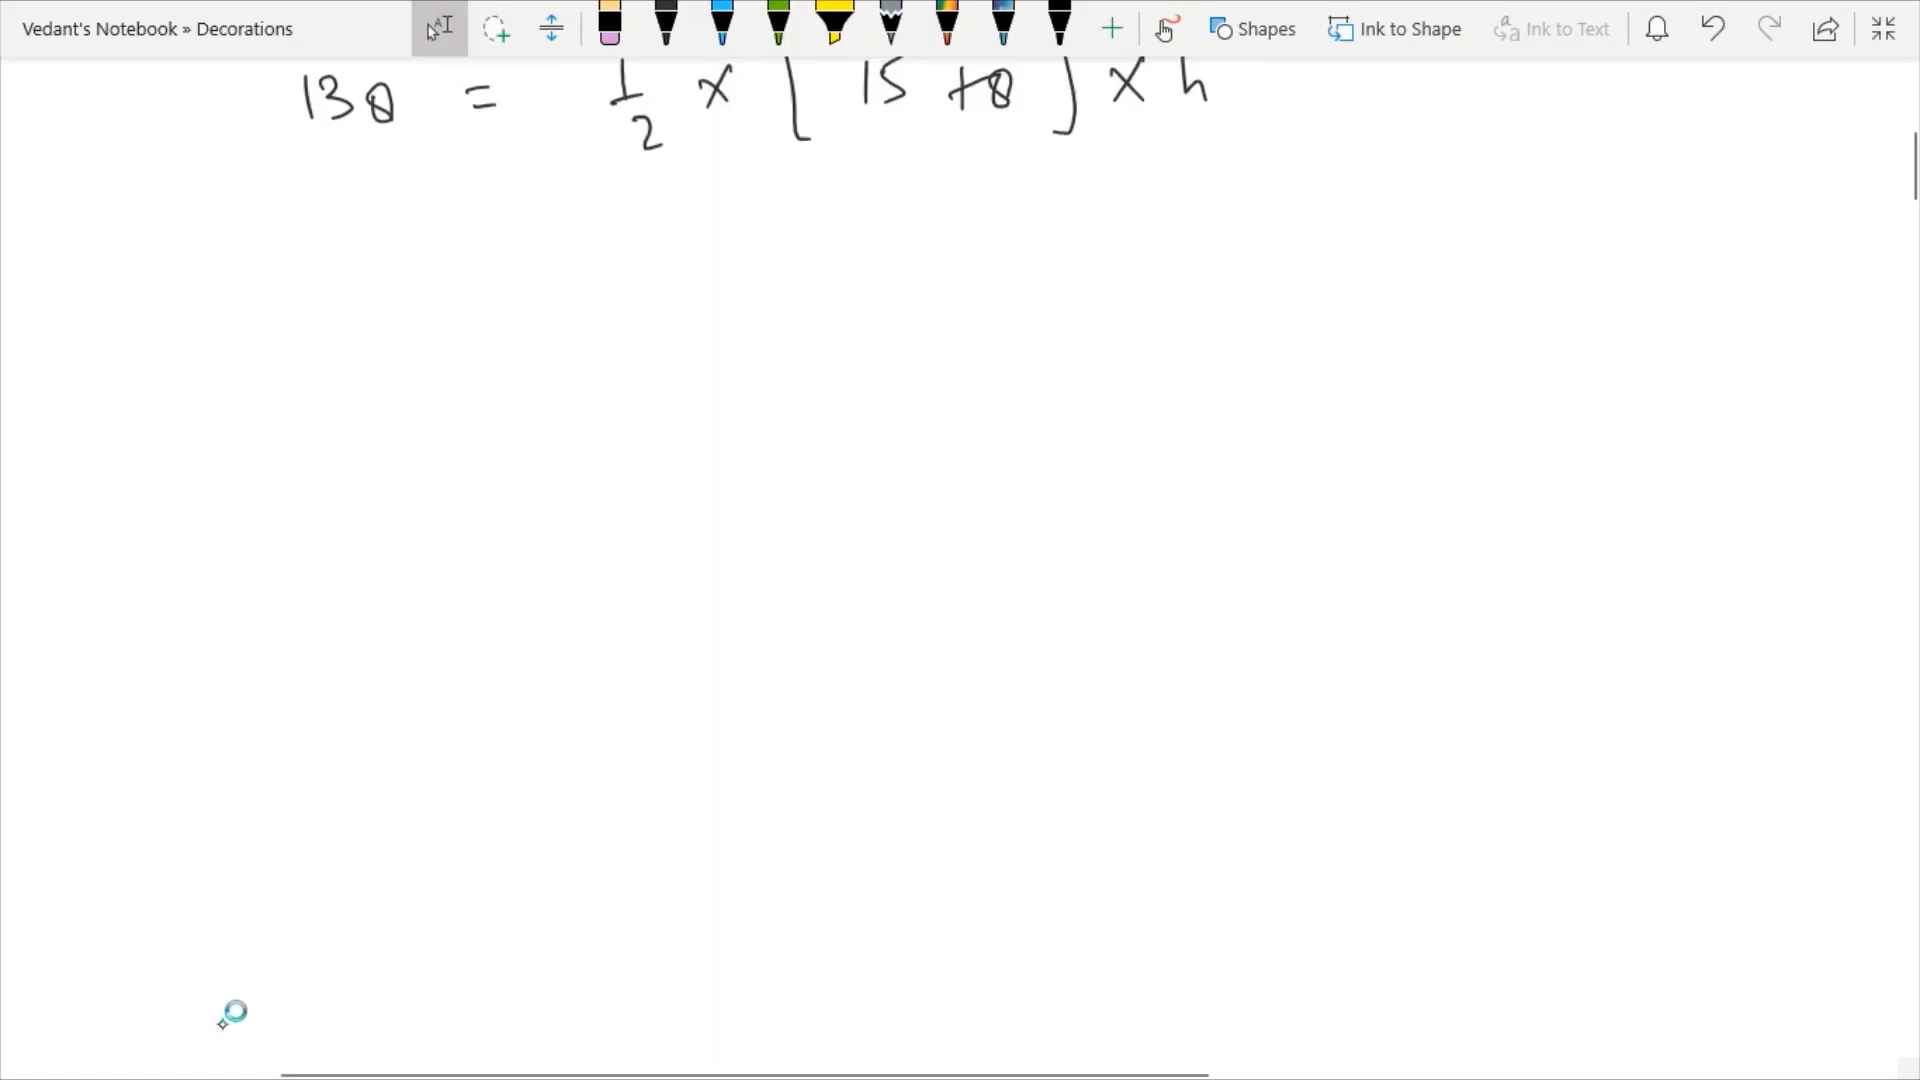 Vedant's Notebook » Decorations Shapes Ink to Shape Ink to Text
138 = 1/2 × [ 15 + 8 ] × h